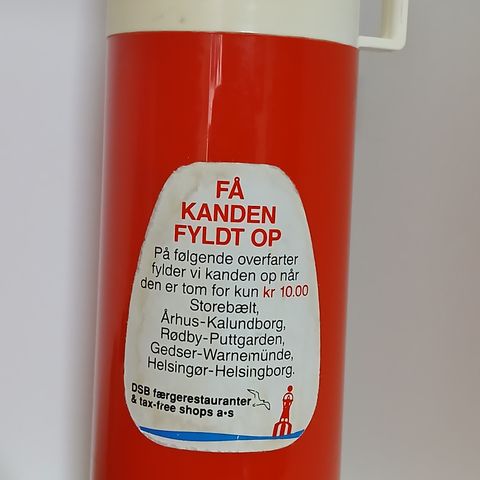 FÅ
KANDEN
FYLDT OP
På følgende overfarter
fylder vi kanden op når
den er tom for kun kr 10.00
Storebælt,
Århus-Kalundborg,
Rødby-Puttgarden,
Gedser-Warnemünde,
Helsingør-Helsingborg.
DSB færgerestauranter
& tax-free shops a•s